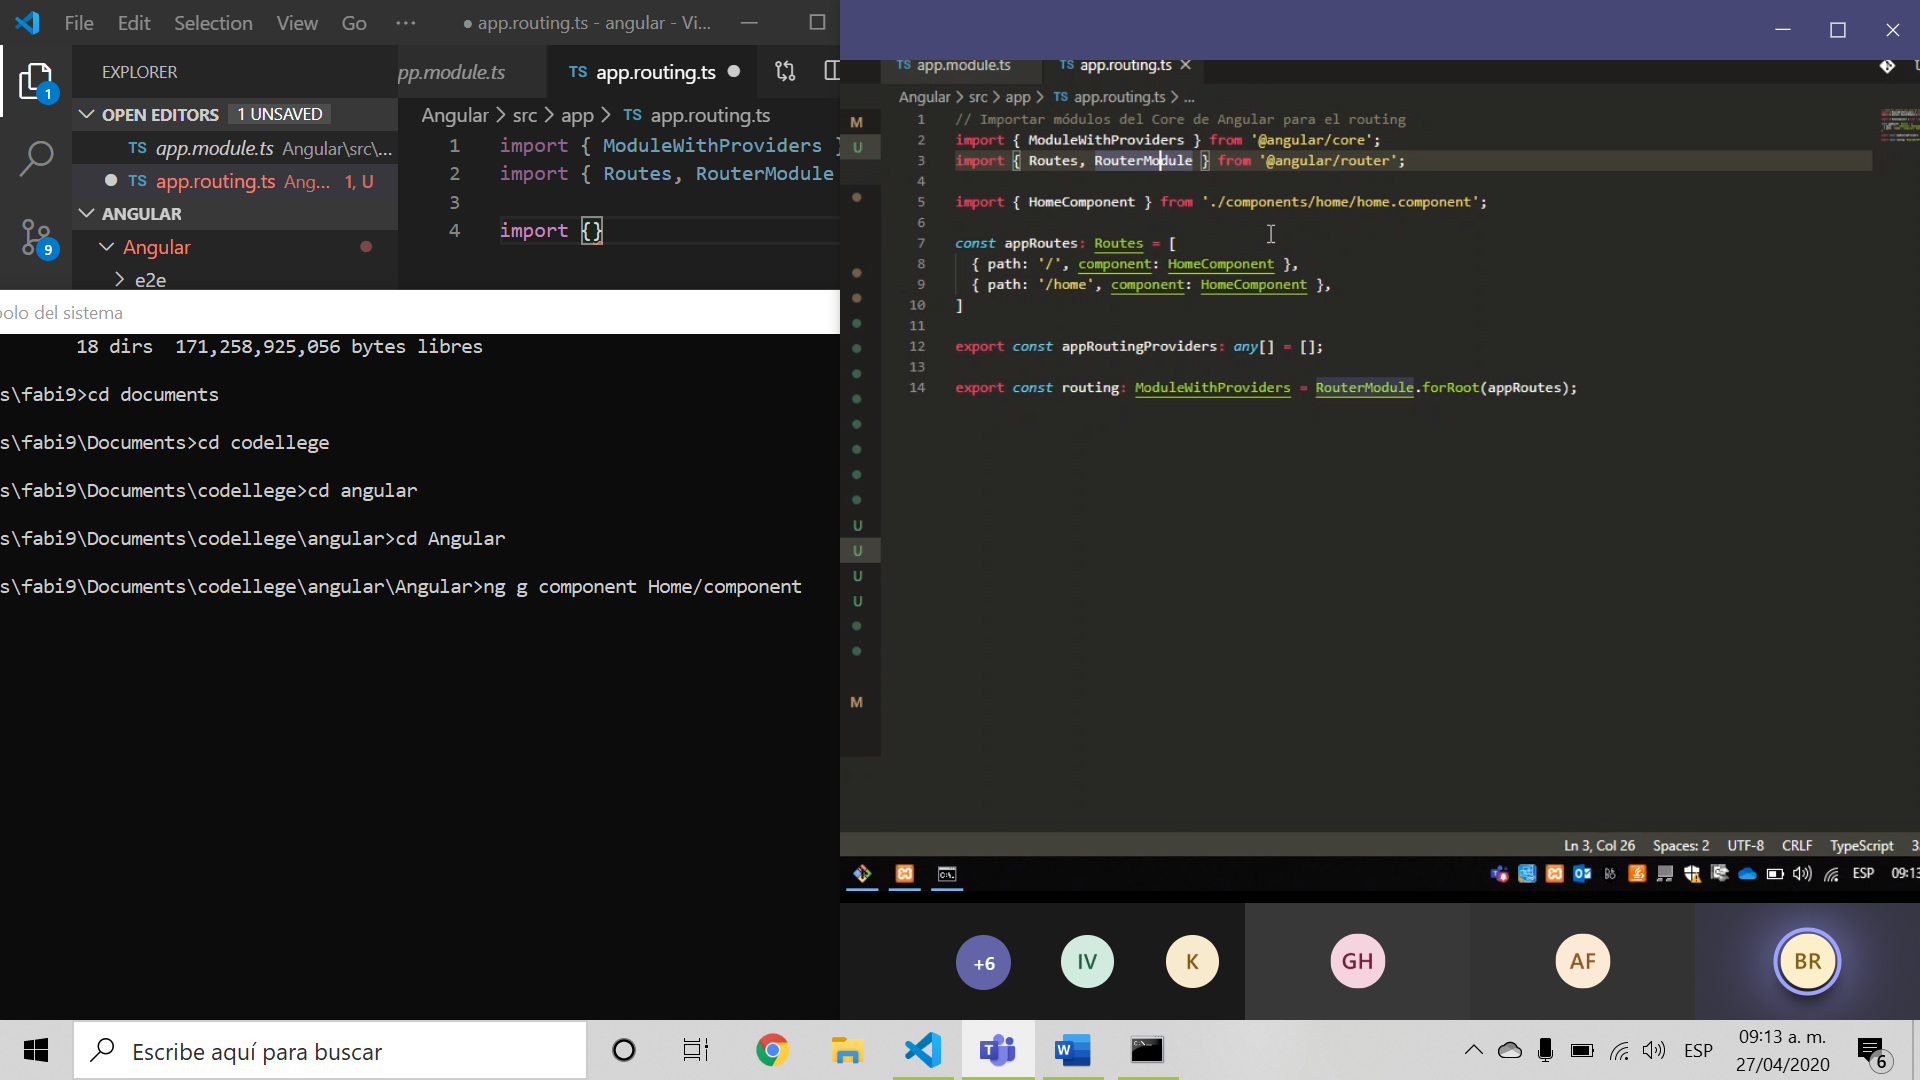 File Edit Selection View Go ··· ● app.routing.ts - angular - Vi...
EXPLORER
OPEN EDITORS 1 UNSAVED
TS app.module.ts Angular\src\...
TS app.routing.ts Ang... 1, U
ANGULAR
Angular
e2e
1
9
pp.module.ts TS app.routing.ts
Angular > src > app > TS app.routing.ts
1 import { ModuleWithProviders }
2 import { Routes, RouterModule
3
4 import {}
bolo del sistema
18 dirs 171,258,925,056 bytes libres
s\fabi9>cd documents
s\fabi9\Documents>cd codellege
s\fabi9\Documents\codellege>cd angular
s\fabi9\Documents\codellege\angular>cd Angular
s\fabi9\Documents\codellege\angular\Angular>ng g component Home/component
TS app.module.ts TS app.routing.ts
Angular > src > app > TS app.routing.ts > ...
M
U
U
U
U
U
M
1 // Importar módulos del Core de Angular para el routing
2 import { ModuleWithProviders } from '@angular/core';
3 import { Routes, RouterModule } from '@angular/router';
4
5 import { HomeComponent } from './components/home/home.component';
6
7 const appRoutes: Routes = [
8 { path: '/', component: HomeComponent },
9 { path: '/home', component: HomeComponent },
10 ]
11
12 export const appRoutingProviders: any[] = [];
13
14 export const routing: ModuleWithProviders = RouterModule.forRoot(appRoutes);
Ln 3, Col 26 Spaces: 2 UTF-8 CRLF TypeScript 3
ESP 09:13
+6 IV K GH AF BR
Escribe aquí para buscar
ESP
09:13 a. m.
27/04/2020
6